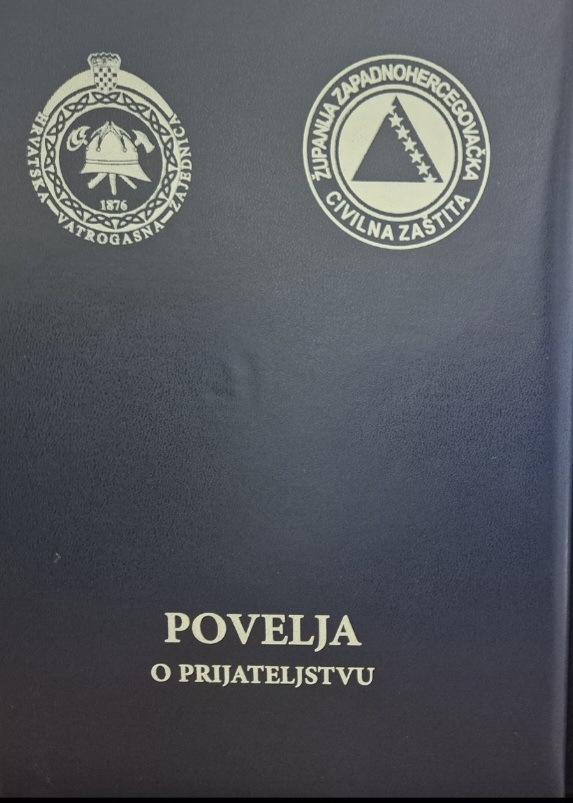 HRVATSKA VATROGASNA ZAJEDNICA
1876
ŽUPANIJA ZAPADNOHERCEGOVAČKA
CIVILNA ZAŠTITA
POVELJA
O PRIJATELJSTVU